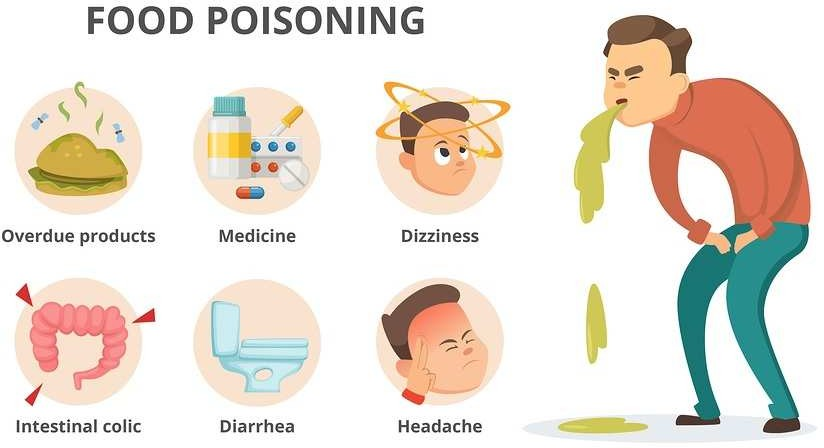 FOOD POISONING
Overdue products
Medicine
Dizziness
Intestinal colic
Diarrhea
Headache